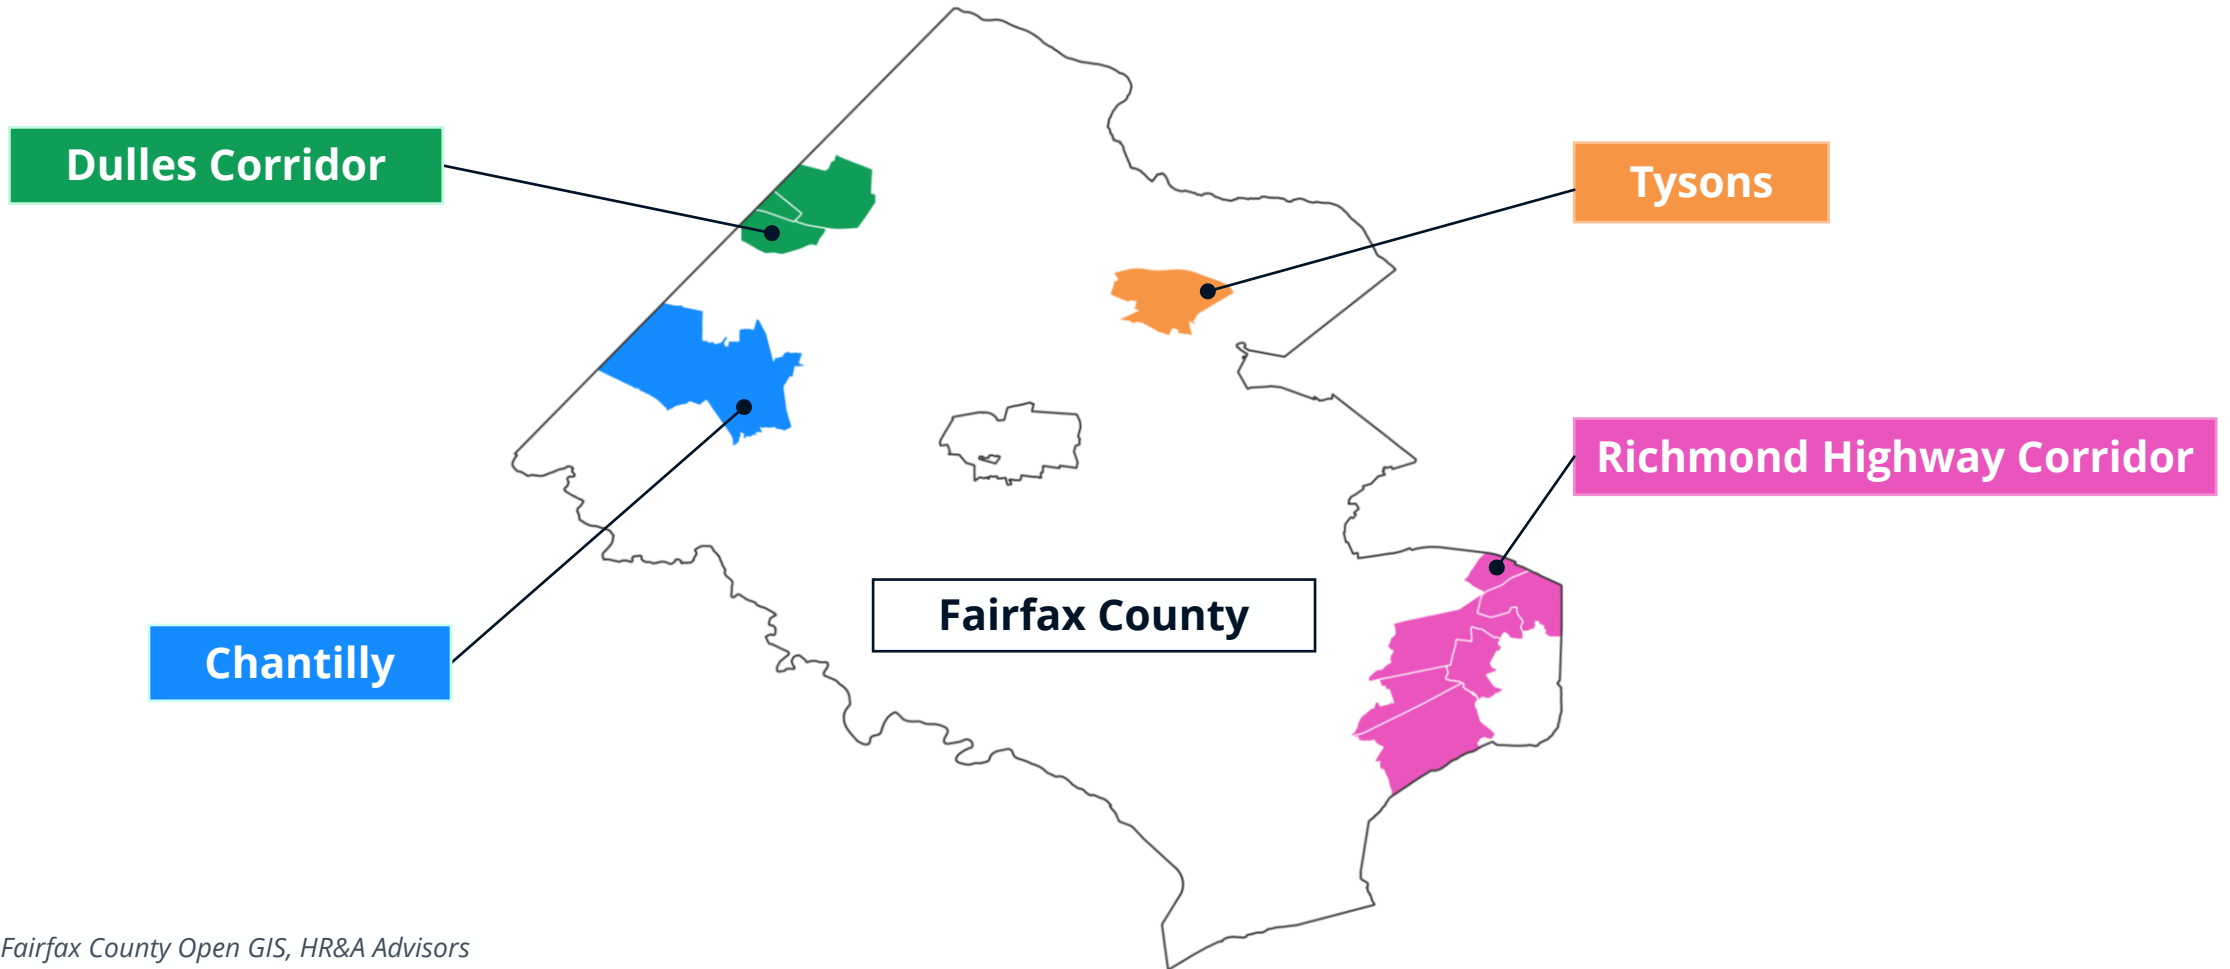 Dulles Corridor
Tysons
Richmond Highway Corridor
Fairfax County
Chantilly
Fairfax County Open GIS, HR&A Advisors